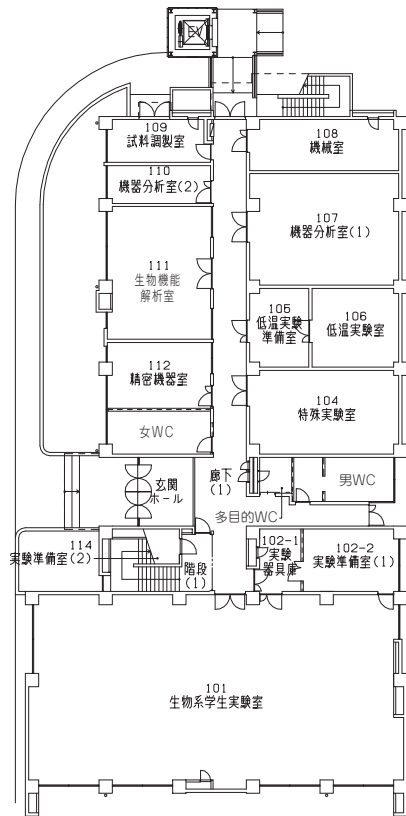 EV
109
試料調製室
108
機械室
110
機器分析室(2)
107
機器分析室(1)
111
生物機能
解析室
105
低温実験
準備室
106
低温実験室
112
精密機器室
104
特殊実験室
女WC
玄関
ホール
廊下
(1)
男WC
多目的WC
114
実験準備室(2)
階段
(1)
102-1
実験
器具庫
102-2
実験準備室(1)
101
生物系学生実験室